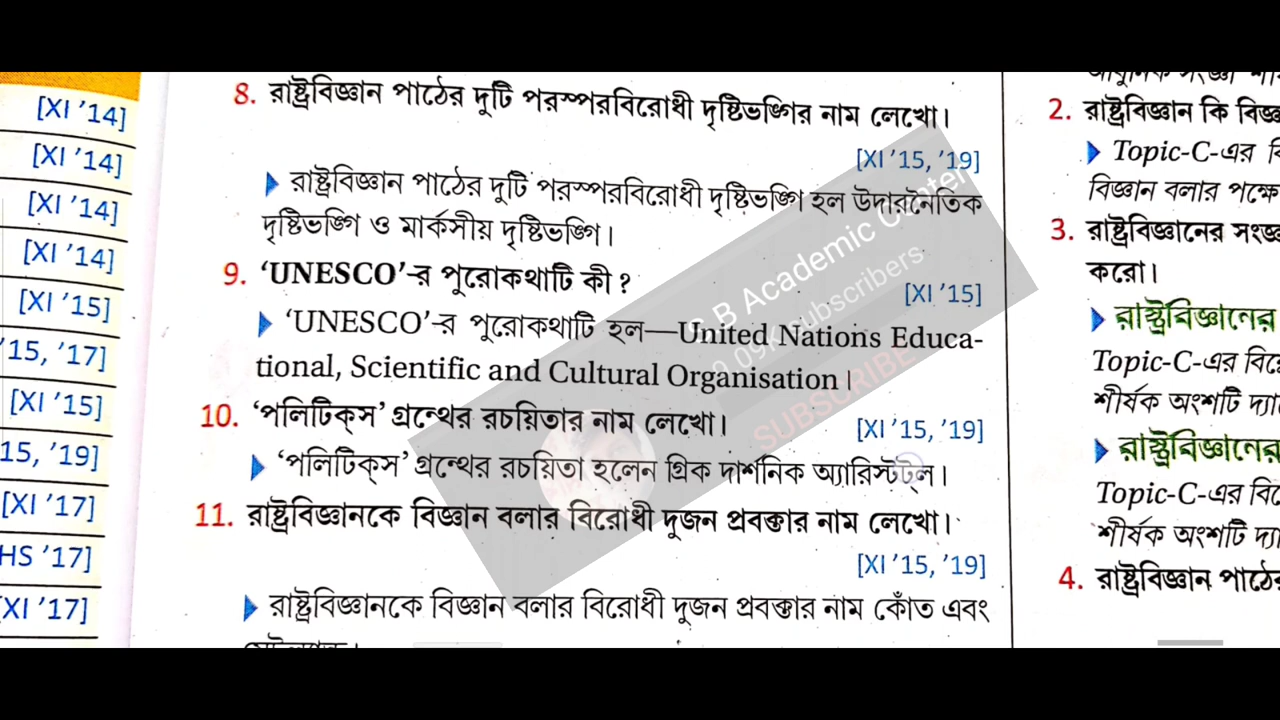 [XI '14]
[XI '14]
[XI '14]
[XI '14]
[XI '15]
'15, '17]
[XI '15]
15, '19]
[XI '17]
HS '17]
XI '17]
8. রাষ্ট্রবিজ্ঞান পাঠের দুটি পরস্পরবিরোধী দৃষ্টিভঙ্গির নাম লেখো।
[XI '15, '19]
রাষ্ট্রবিজ্ঞান পাঠের দুটি পরস্পরবিরোধী দৃষ্টিভঙ্গি হল উদারনৈতিক
দৃষ্টিভঙ্গি ও মার্কসীয় দৃষ্টিভঙ্গি।
9. 'UNESCO'-র পুরোকথাটি কী?
[XI '15]
'UNESCO'-র পুরোকথাটি হল—United Nations Educa-
tional, Scientific and Cultural Organisation।
10. 'পলিটিক্‌স' গ্রন্থের রচয়িতার নাম লেখো।
[XI '15, '19]
'পলিটিক্‌স' গ্রন্থের রচয়িতা হলেন গ্রিক দার্শনিক অ্যারিস্টট্‌ল।
11. রাষ্ট্রবিজ্ঞানকে বিজ্ঞান বলার বিরোধী দুজন প্রবক্তার নাম লেখো।
[XI '15, '19]
রাষ্ট্রবিজ্ঞানকে বিজ্ঞান বলার বিরোধী দুজন প্রবক্তার নাম কোঁত এবং
B Academic Center
subscribers
SUBSCRIBE
2. রাষ্ট্রবিজ্ঞান কি
Topic-C-এর
বিজ্ঞান বলার পক্ষে
3. রাষ্ট্রবিজ্ঞানের
করো।
রাষ্ট্রবিজ্ঞানের
Topic-C-এর
শীর্ষক অংশটি
রাষ্ট্রবিজ্ঞানের
Topic-C-এর
শীর্ষক অংশটি
4. রাষ্ট্রবিজ্ঞান